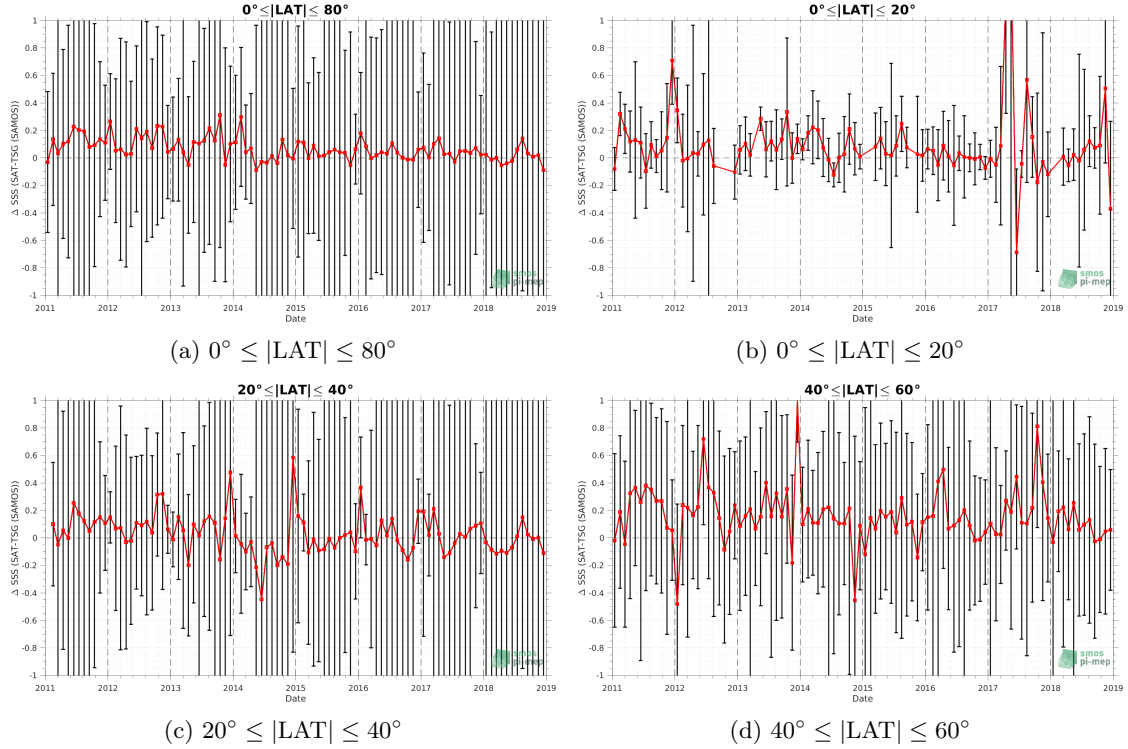 0°≤|LAT|≤ 80°
Δ SSS (SAT-TSG (SAMOS))
1
0.8
0.6
0.4
0.2
0
-0.2
-0.4
-0.6
-0.8
-1
smos
pi-mep
2011 2012 2013 2014 2015 2016 2017 2018 2019
Date
(a) 0° ≤ |LAT| ≤ 80°
0°≤|LAT|≤ 20°
Δ SSS (SAT-TSG (SAMOS))
1
0.8
0.6
0.4
0.2
0
-0.2
-0.4
-0.6
-0.8
-1
smos
pi-mep
2011 2012 2013 2014 2015 2016 2017 2018 2019
Date
(b) 0° ≤ |LAT| ≤ 20°
20°≤|LAT|≤ 40°
Δ SSS (SAT-TSG (SAMOS))
1
0.8
0.6
0.4
0.2
0
-0.2
-0.4
-0.6
-0.8
-1
smos
pi-mep
2011 2012 2013 2014 2015 2016 2017 2018 2019
Date
(c) 20° ≤ |LAT| ≤ 40°
40°≤|LAT|≤ 60°
Δ SSS (SAT-TSG (SAMOS))
1
0.8
0.6
0.4
0.2
0
-0.2
-0.4
-0.6
-0.8
-1
smos
pi-mep
2011 2012 2013 2014 2015 2016 2017 2018 2019
Date
(d) 40° ≤ |LAT| ≤ 60°